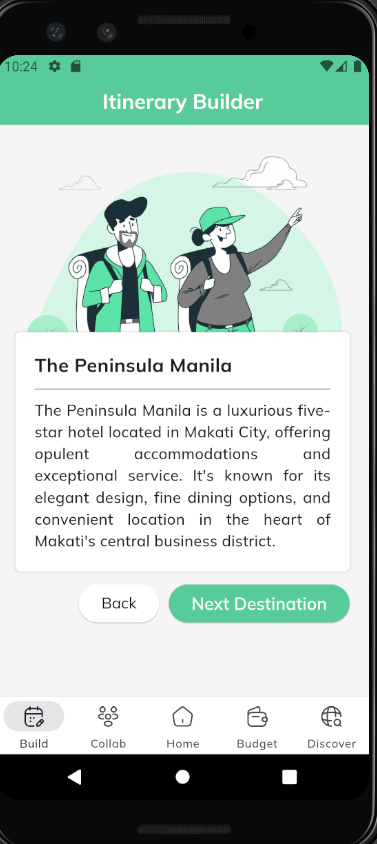 10:24
Itinerary Builder
The Peninsula Manila
The Peninsula Manila is a luxurious five-
star hotel located in Makati City, offering
opulent accommodations and
exceptional service. It's known for its
elegant design, fine dining options, and
convenient location in the heart of
Makati's central business district.
Back
Next Destination
Build
Collab
Home
Budget
Discover